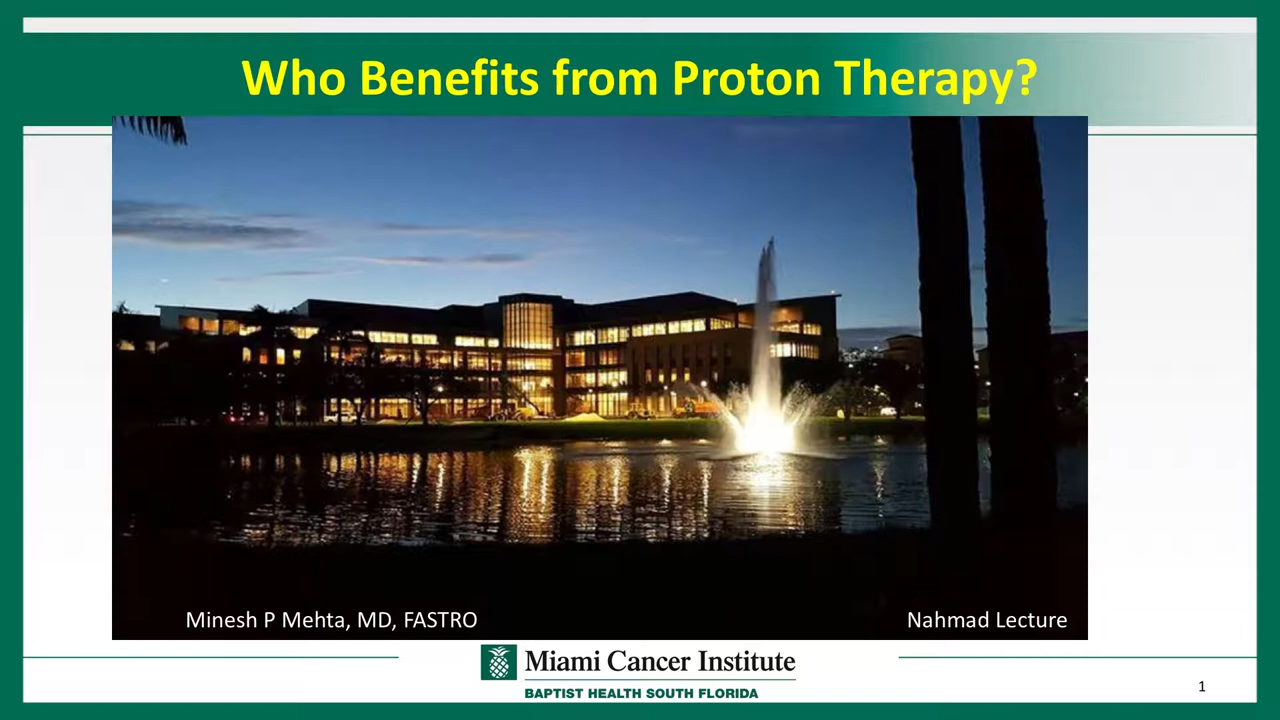 Who Benefits from Proton Therapy?
Minesh P Mehta, MD, FASTRO
Nahmad Lecture
Miami Cancer Institute
BAPTIST HEALTH SOUTH FLORIDA
1